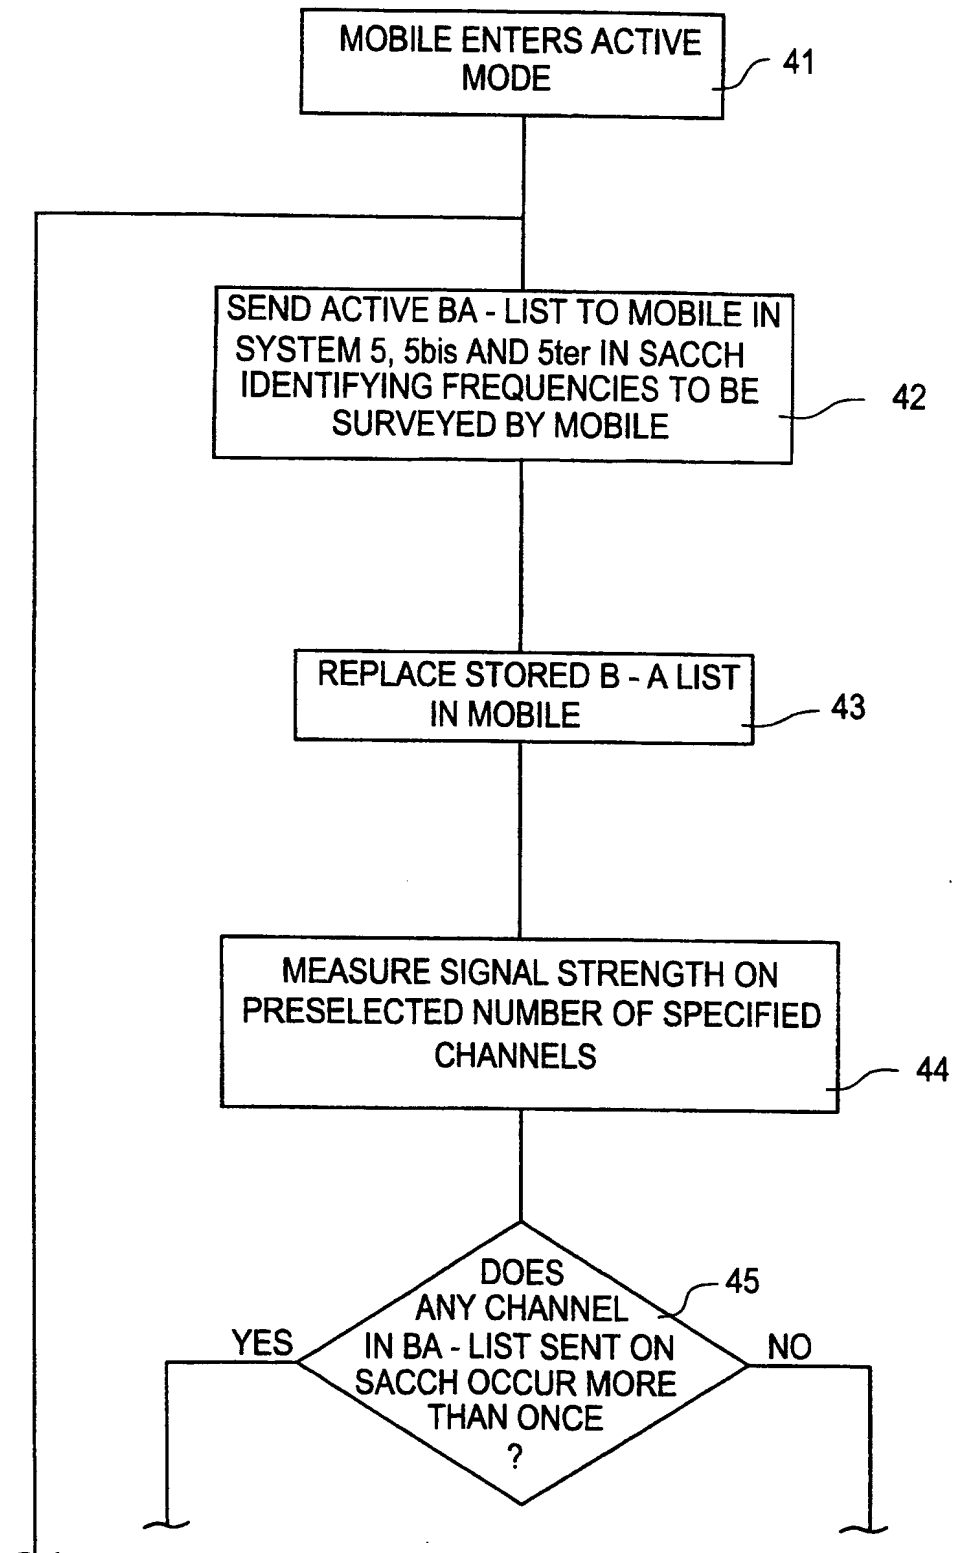 MOBILE ENTERS ACTIVE
MODE
41
SEND ACTIVE BA - LIST TO MOBILE IN
SYSTEM 5, 5bis AND 5ter IN SACCH
IDENTIFYING FREQUENCIES TO BE
SURVEYED BY MOBILE
42
REPLACE STORED B - A LIST
IN MOBILE
43
MEASURE SIGNAL STRENGTH ON
PRESELECTED NUMBER OF SPECIFIED
CHANNELS
44
DOES
ANY CHANNEL
IN BA - LIST SENT ON
SACCH OCCUR MORE
THAN ONCE
?
45
YES
NO